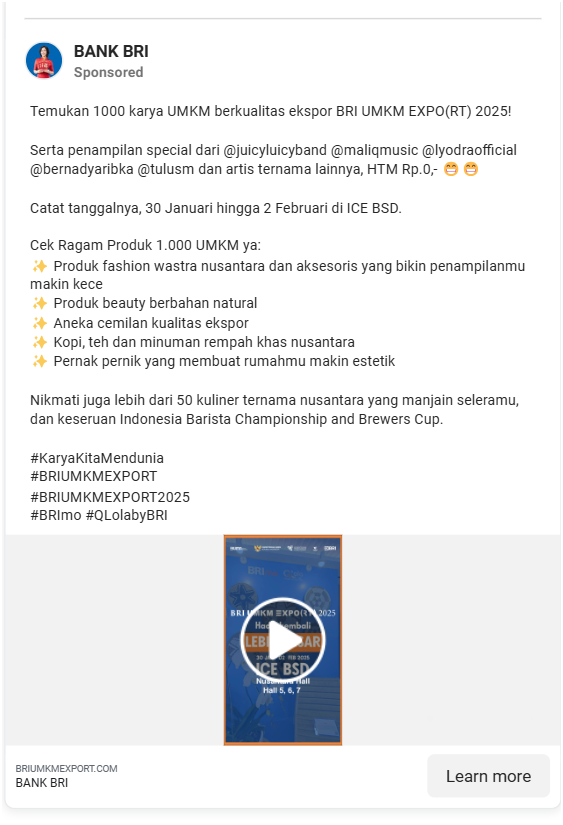 BANK BRI
Sponsored
Temukan 1000 karya UMKM berkualitas ekspor BRI UMKM EXPO(RT) 2025!
Serta penampilan special dari @juicyluicyband @maliqmusic @lyodraofficial
@bernadyaribka @tulusm dan artis ternama lainnya, HTM Rp.0,- 😁 😁
Catat tanggalnya, 30 Januari hingga 2 Februari di ICE BSD.
Cek Ragam Produk 1.000 UMKM ya:
✨ Produk fashion wastra nusantara dan aksesoris yang bikin penampilanmu
makin kece
✨ Produk beauty berbahan natural
✨ Aneka cemilan kualitas ekspor
✨ Kopi, teh dan minuman rempah khas nusantara
✨ Pernak pernik yang membuat rumahmu makin estetik
Nikmati juga lebih dari 50 kuliner ternama nusantara yang manjain seleramu,
dan keseruan Indonesia Barista Championship and Brewers Cup.
#KaryaKitaMendunia
#BRIUMKMEXPORT
#BRIUMKMEXPORT2025
#BRImo #QLolabyBRI
BRI UMKM EXPO(RT) 2025
ICE BSD
Hall 5, 6, 7
BRIUMKMEXPORT.COM
BANK BRI
Learn more